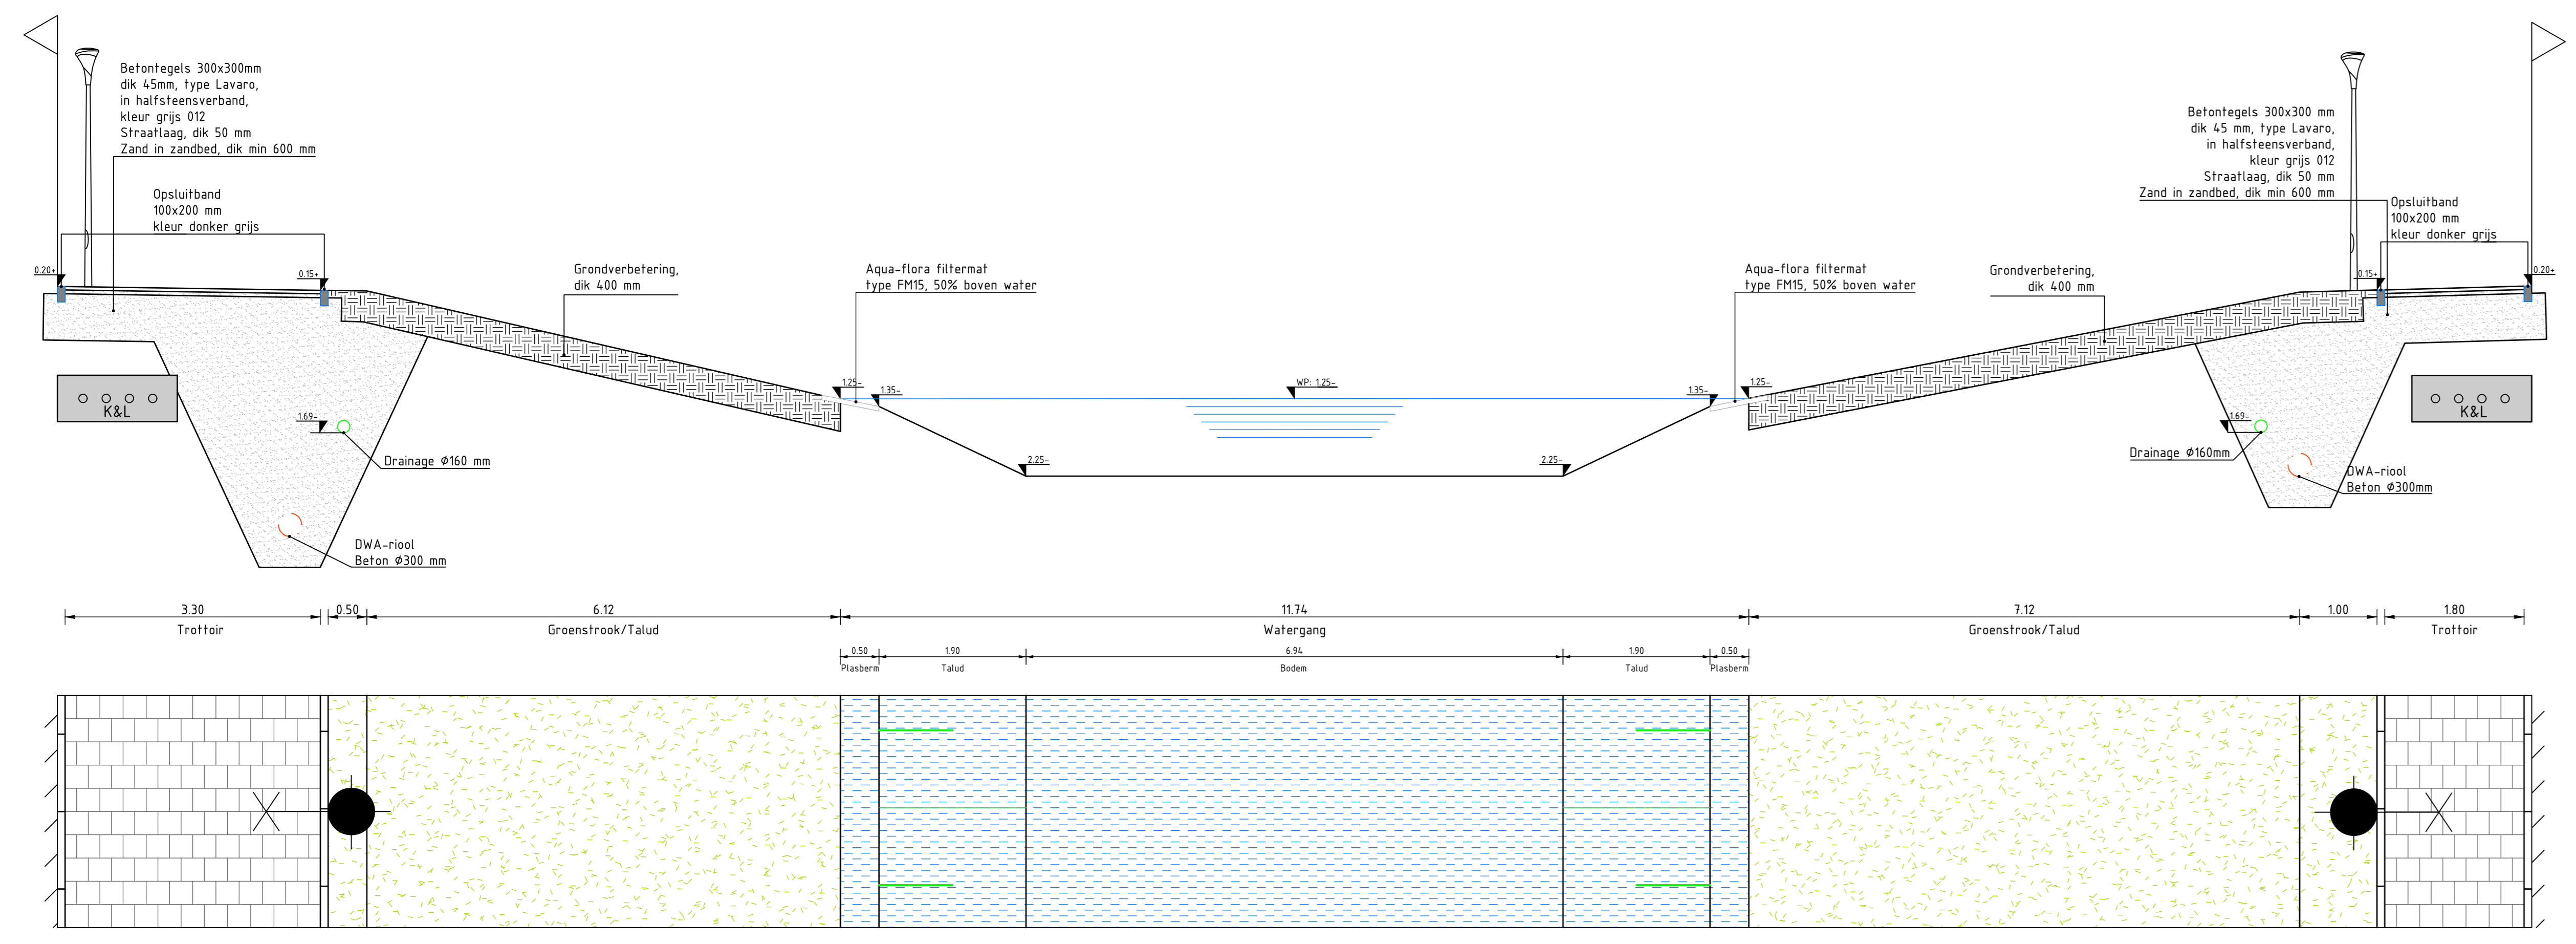 Betontegels 300x300mm
dik 45mm, type Lavaro,
in halfsteensverband,
kleur grijs 012
Straatlaag, dik 50 mm
Zand in zandbed, dik min 600 mm
Opsluitband
100x200 mm
kleur donker grijs
0.20+
0.15+
Grondverbetering,
dik 400 mm
Aqua-flora filtermat
type FM15, 50% boven water
1.25-
1.35-
WP: 1.25-
2.25-
2.25-
1.35-
1.25-
Aqua-flora filtermat
type FM15, 50% boven water
Grondverbetering,
dik 400 mm
Betontegels 300x300 mm
dik 45 mm, type Lavaro,
in halfsteensverband,
kleur grijs 012
Straatlaag, dik 50 mm
Zand in zandbed, dik min 600 mm
Opsluitband
100x200 mm
kleur donker grijs
0.15+
0.20+
K&L
1.69-
Drainage Ø160 mm
DWA-riool
Beton Ø300 mm
1.69-
Drainage Ø160mm
DWA-riool
Beton Ø300mm
K&L
3.30
Trottoir
0.50
6.12
Groenstrook/Talud
11.74
Watergang
7.12
Groenstrook/Talud
1.00
1.80
Trottoir
0.50
Plasberm
1.90
Talud
6.94
Bodem
1.90
Talud
0.50
Plasberm